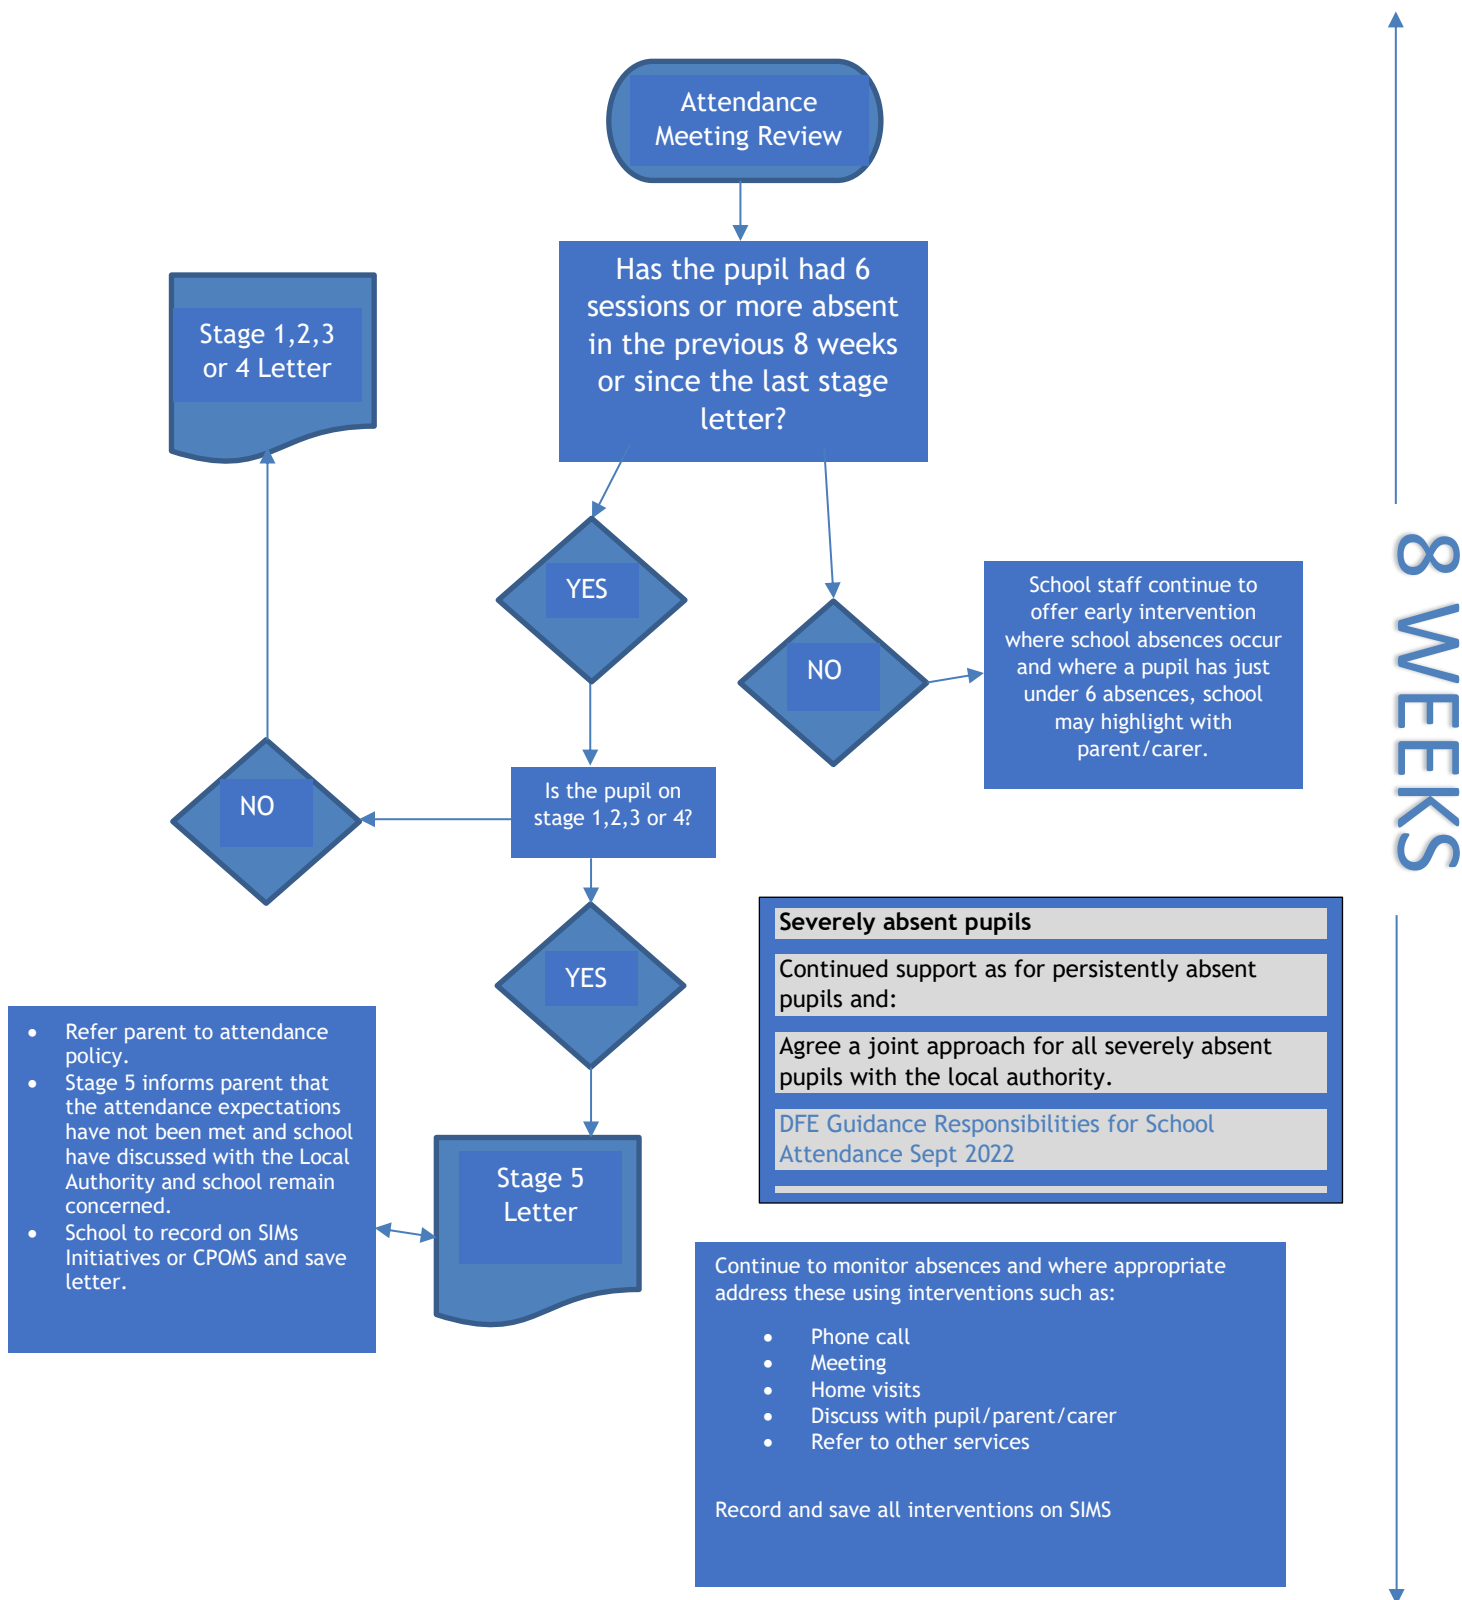 Attendance
Meeting Review
Has the pupil had 6
sessions or more absent
in the previous 8 weeks
or since the last stage
letter?
Stage 1,2,3
or 4 Letter
YES
NO
School staff continue to
offer early intervention
where school absences occur
and where a pupil has just
under 6 absences, school
may highlight with
parent/carer.
8 WEEKS
Is the pupil on
stage 1,2,3 or 4?
NO
YES
Severely absent pupils
Continued support as for persistently absent
pupils and:
Agree a joint approach for all severely absent
pupils with the local authority.
DFE Guidance Responsibilities for School
Attendance Sept 2022
• Refer parent to attendance
policy.
• Stage 5 informs parent that
the attendance expectations
have not been met and school
have discussed with the Local
Authority and school remain
concerned.
• School to record on SIMs
Initiatives or CPOMS and save
letter.
Stage 5
Letter
Continue to monitor absences and where appropriate
address these using interventions such as:
• Phone call
• Meeting
• Home visits
• Discuss with pupil/parent/carer
• Refer to other services
Record and save all interventions on SIMS